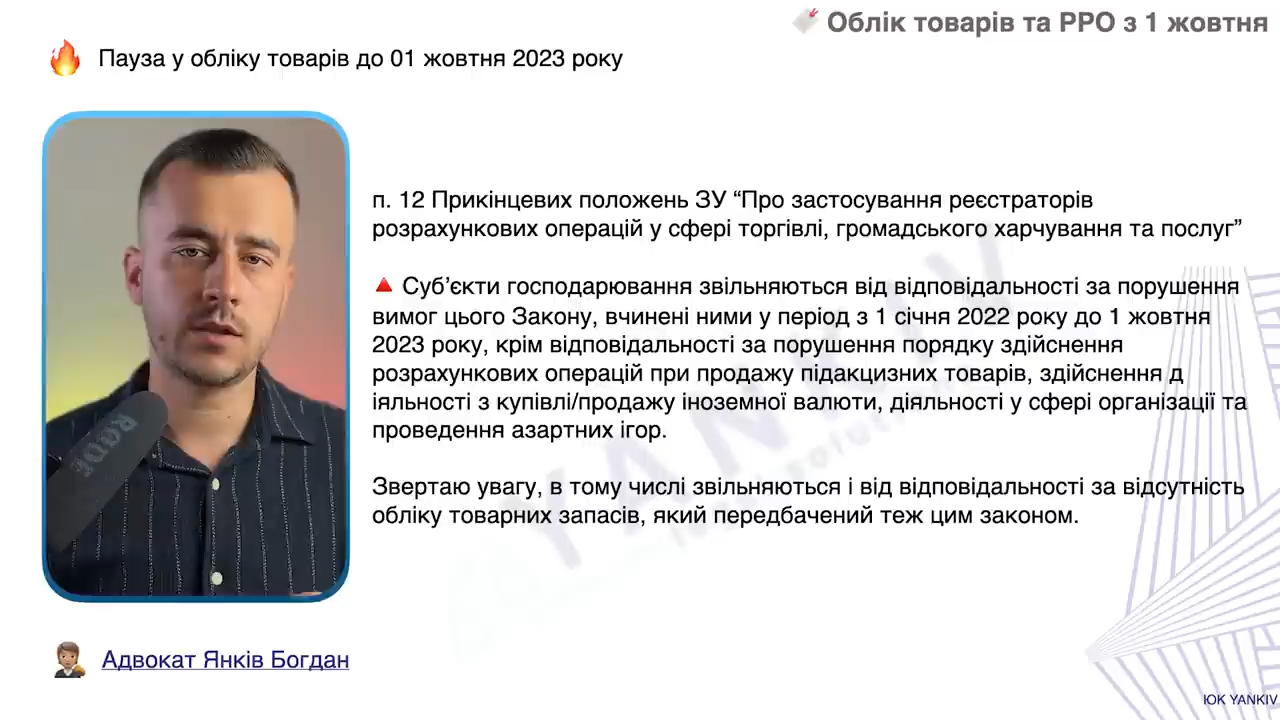 Облік товарів та РРО з 1 жовтня
Пауза у обліку товарів до 01 жовтня 2023 року
п. 12 Прикінцевих положень ЗУ “Про застосування реєстраторів
розрахункових операцій у сфері торгівлі, громадського харчування та послуг”
Суб’єкти господарювання звільняються від відповідальності за порушення
вимог цього Закону, вчинені ними у період з 1 січня 2022 року до 1 жовтня
2023 року, крім відповідальності за порушення порядку здійснення
розрахункових операцій при продажу підакцизних товарів, здійснення д
іяльності з купівлі/продажу іноземної валюти, діяльності у сфері організації та
проведення азартних ігор.
Звертаю увагу, в тому числі звільняються і від відповідальності за відсутність
обліку товарних запасів, який передбачений теж цим законом.
YANKIV
RODE
Адвокат Янків Богдан
ЮК YANKIV